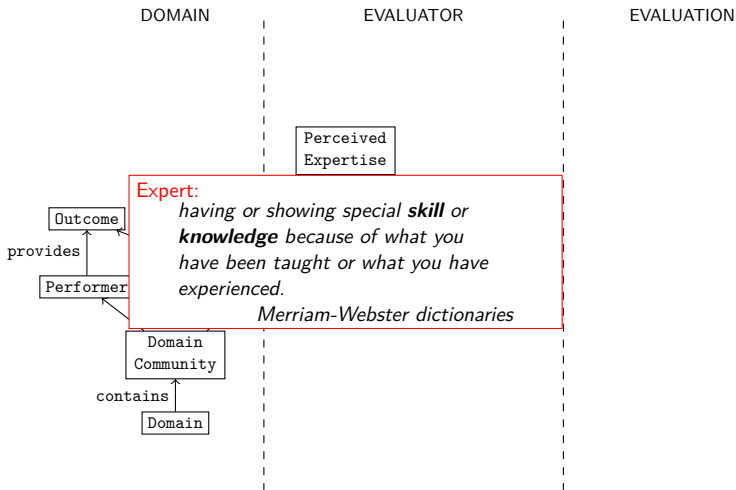 DOMAIN EVALUATOR EVALUATION
Perceived
Expertise
Expert:
having or showing special skill or
knowledge because of what you
have been taught or what you have
experienced.
Merriam-Webster dictionaries
Outcome
provides
Performer
Domain
Community
contains
Domain